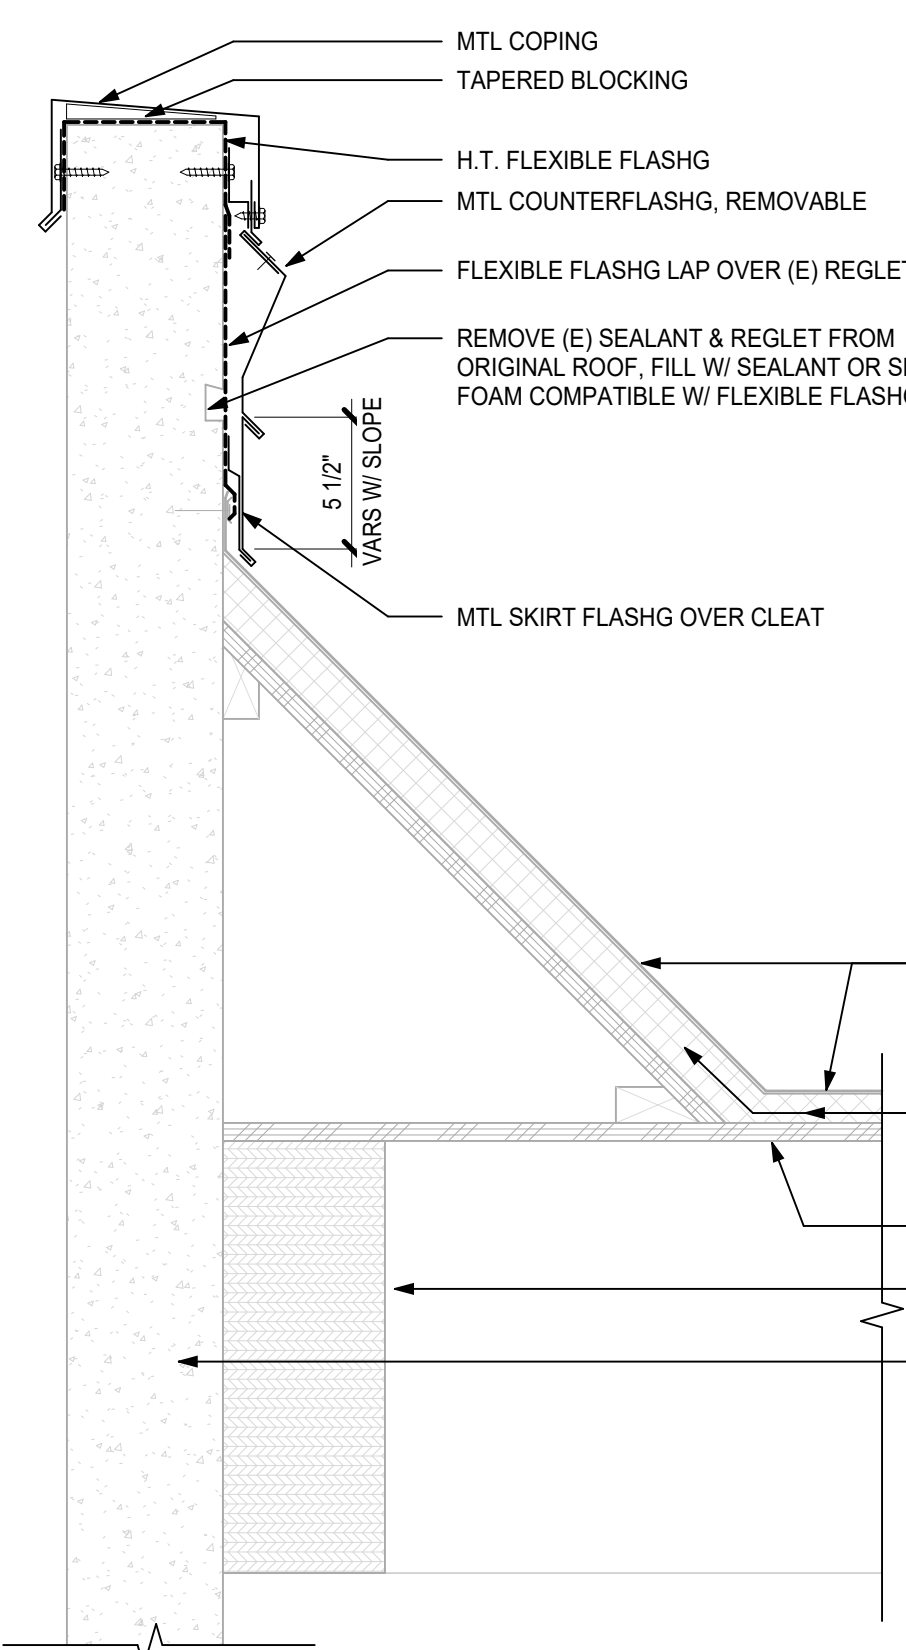 MTL COPING
TAPERED BLOCKING
H.T. FLEXIBLE FLASHG
MTL COUNTERFLASHG, REMOVABLE
FLEXIBLE FLASHG LAP OVER (E) REGLET
REMOVE (E) SEALANT & REGLET FROM
ORIGINAL ROOF, FILL W/ SEALANT OR
FOAM COMPATIBLE W/ FLEXIBLE FLASHG
5 1/2"
VARS W/ SLOPE
MTL SKIRT FLASHG OVER CLEAT